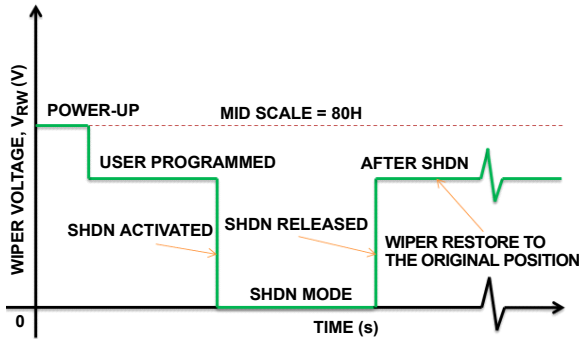 WIPER VOLTAGE, VRW (V)
POWER-UP
MID SCALE = 80H
USER PROGRAMMED
AFTER SHDN
SHDN ACTIVATED
SHDN RELEASED
WIPER RESTORE TO
THE ORIGINAL POSITION
SHDN MODE
0
TIME (s)